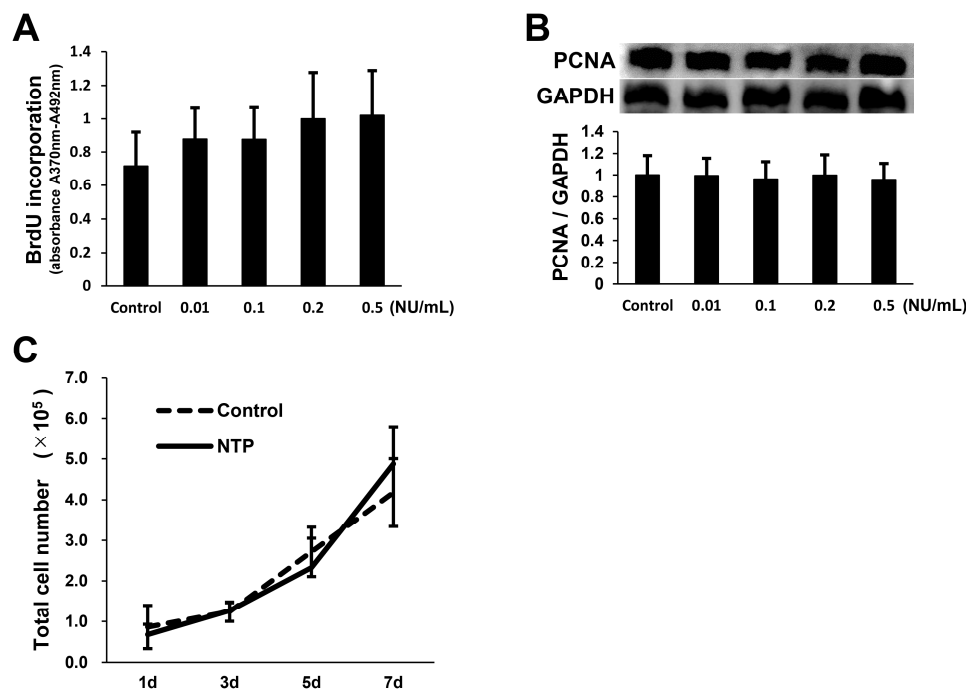 A
BrdU incorporation
(absorbance A370nm-A492nm)
1.4
1.2
1
0.8
0.6
0.4
0.2
0
Control 0.01 0.1 0.2 0.5 (NU/mL)
B
PCNA
GAPDH
PCNA / GAPDH
1.4
1.2
1
0.8
0.6
0.4
0.2
0
Control 0.01 0.1 0.2 0.5 (NU/mL)
C
Total cell number (×10⁵)
7.0
6.0
5.0
4.0
3.0
2.0
1.0
0.0
Control
NTP
1d 3d 5d 7d